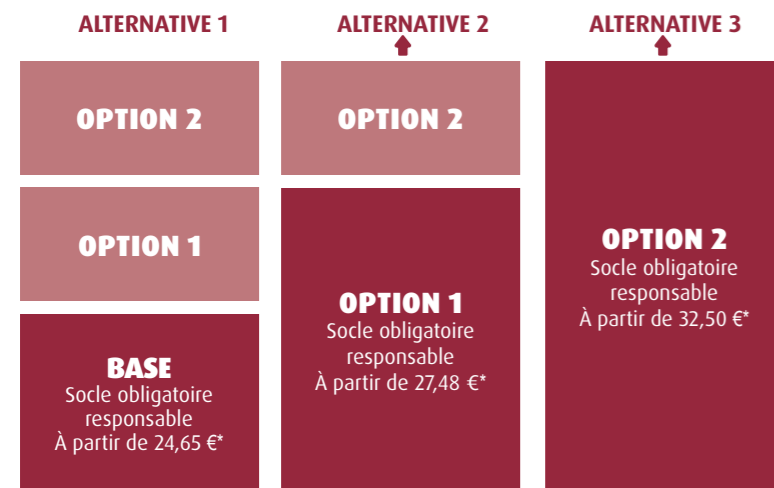 ALTERNATIVE 1
OPTION 2
OPTION 1
BASE
Socle obligatoire
responsable
À partir de 24,65 €*
ALTERNATIVE 2
OPTION 2
OPTION 1
Socle obligatoire
responsable
À partir de 27,48 €*
ALTERNATIVE 3
OPTION 2
Socle obligatoire
responsable
À partir de 32,50 €*